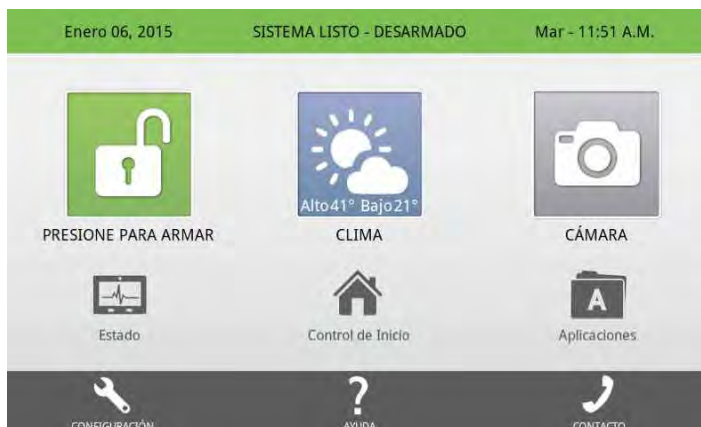 Enero 06, 2015 SISTEMA LISTO - DESARMADO Mar - 11:51 A.M.
Alto41° Bajo21°
PRESIONE PARA ARMAR CLIMA CÁMARA
A
Estado Control de Inicio Aplicaciones
?
CONFIGURACIÓN AYUDA CONTACTO